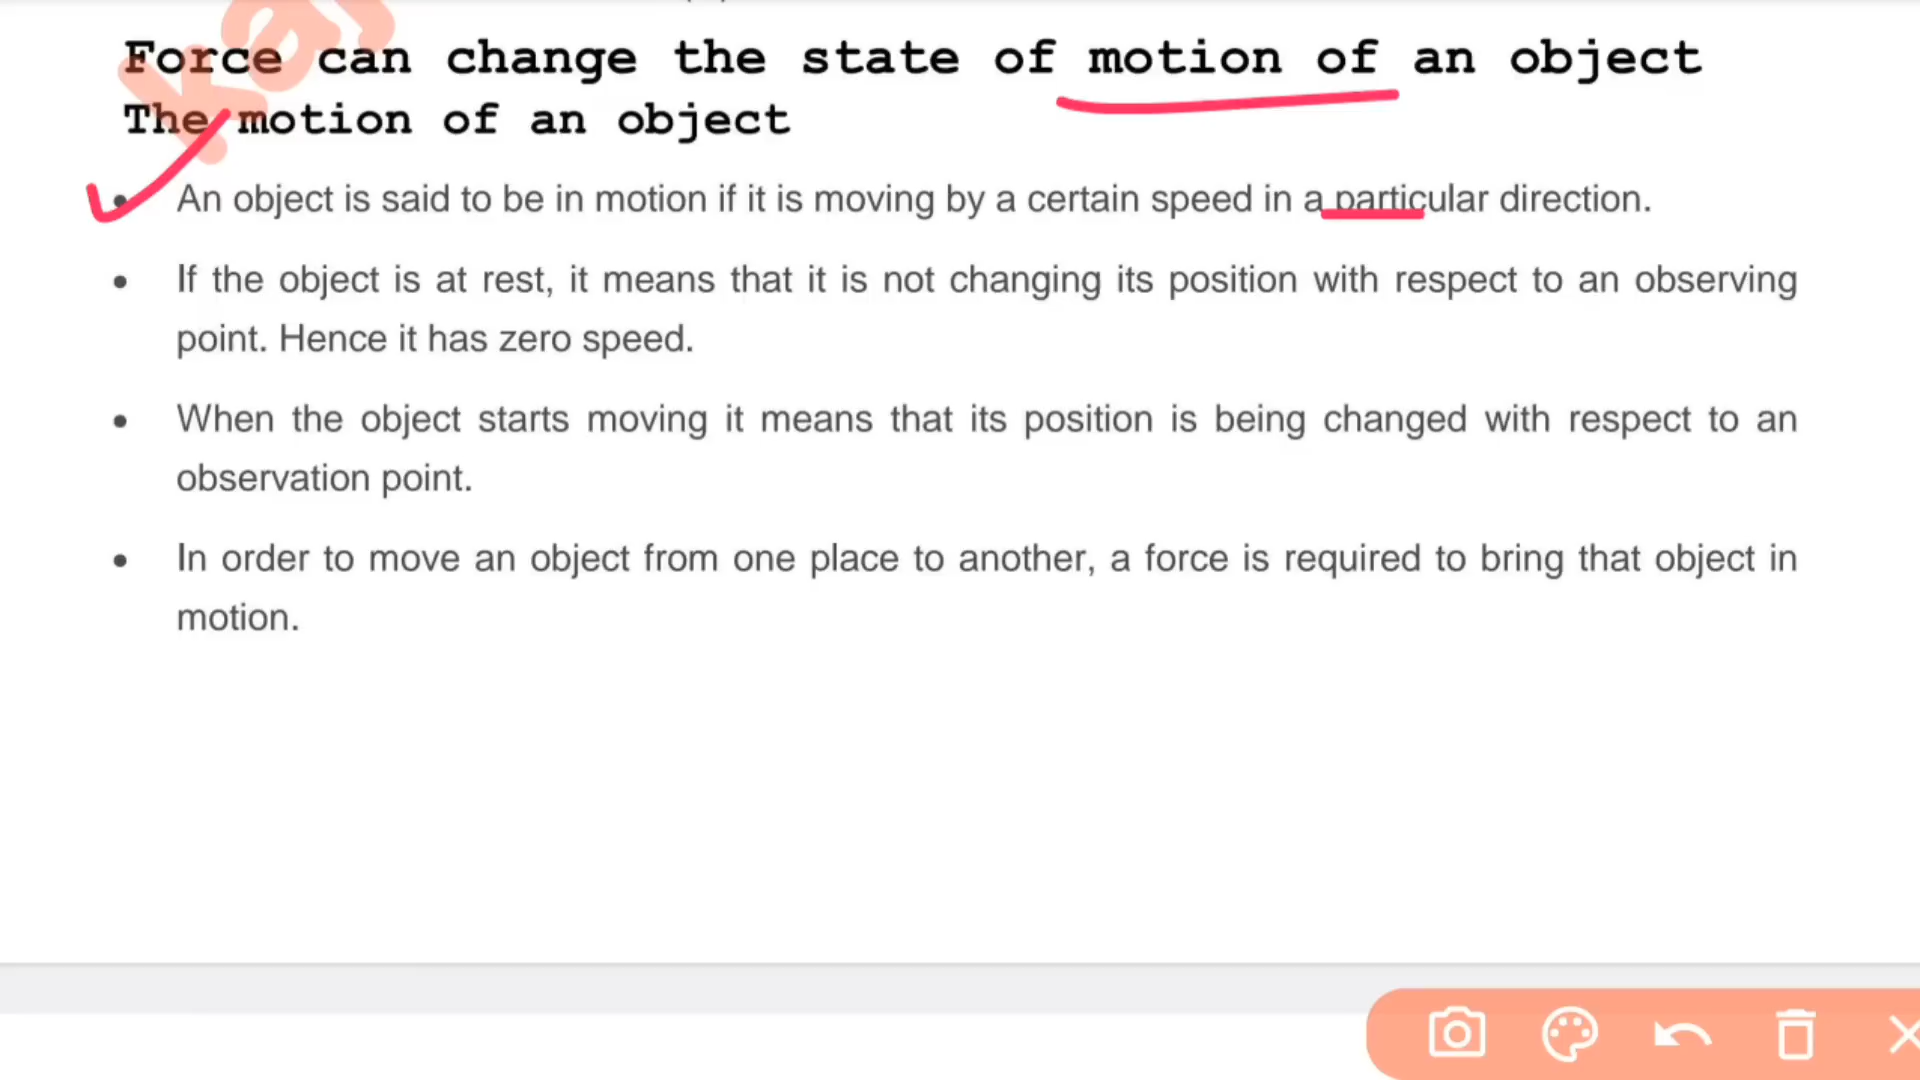 Force can change the state of motion of an object
The motion of an object
• An object is said to be in motion if it is moving by a certain speed in a particular direction.
• If the object is at rest, it means that it is not changing its position with respect to an observing
point. Hence it has zero speed.
• When the object starts moving it means that its position is being changed with respect to an
observation point.
• In order to move an object from one place to another, a force is required to bring that object in
motion.